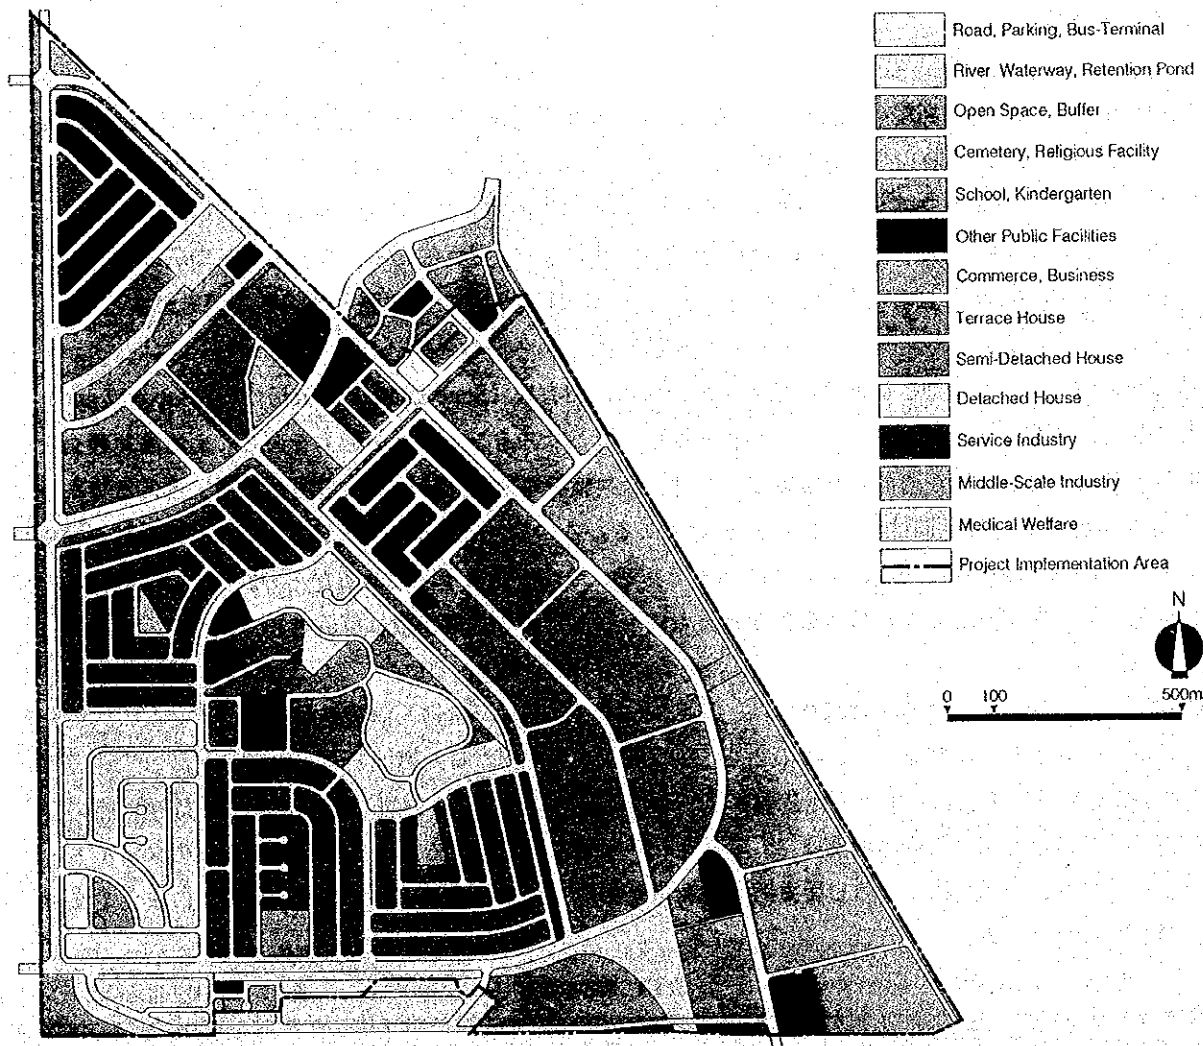 Road, Parking, Bus-Terminal
River Waterway, Retention Pond
Open Space, Buffer
Cemetery, Religious Facility
School, Kindergarten
Other Public Facilities
Commerce, Business
Terrace House
Semi-Detached House
Detached House
Service Industry
Middle-Scale Industry
Medical Welfare
Project Implementation Area
N
0 100 500m